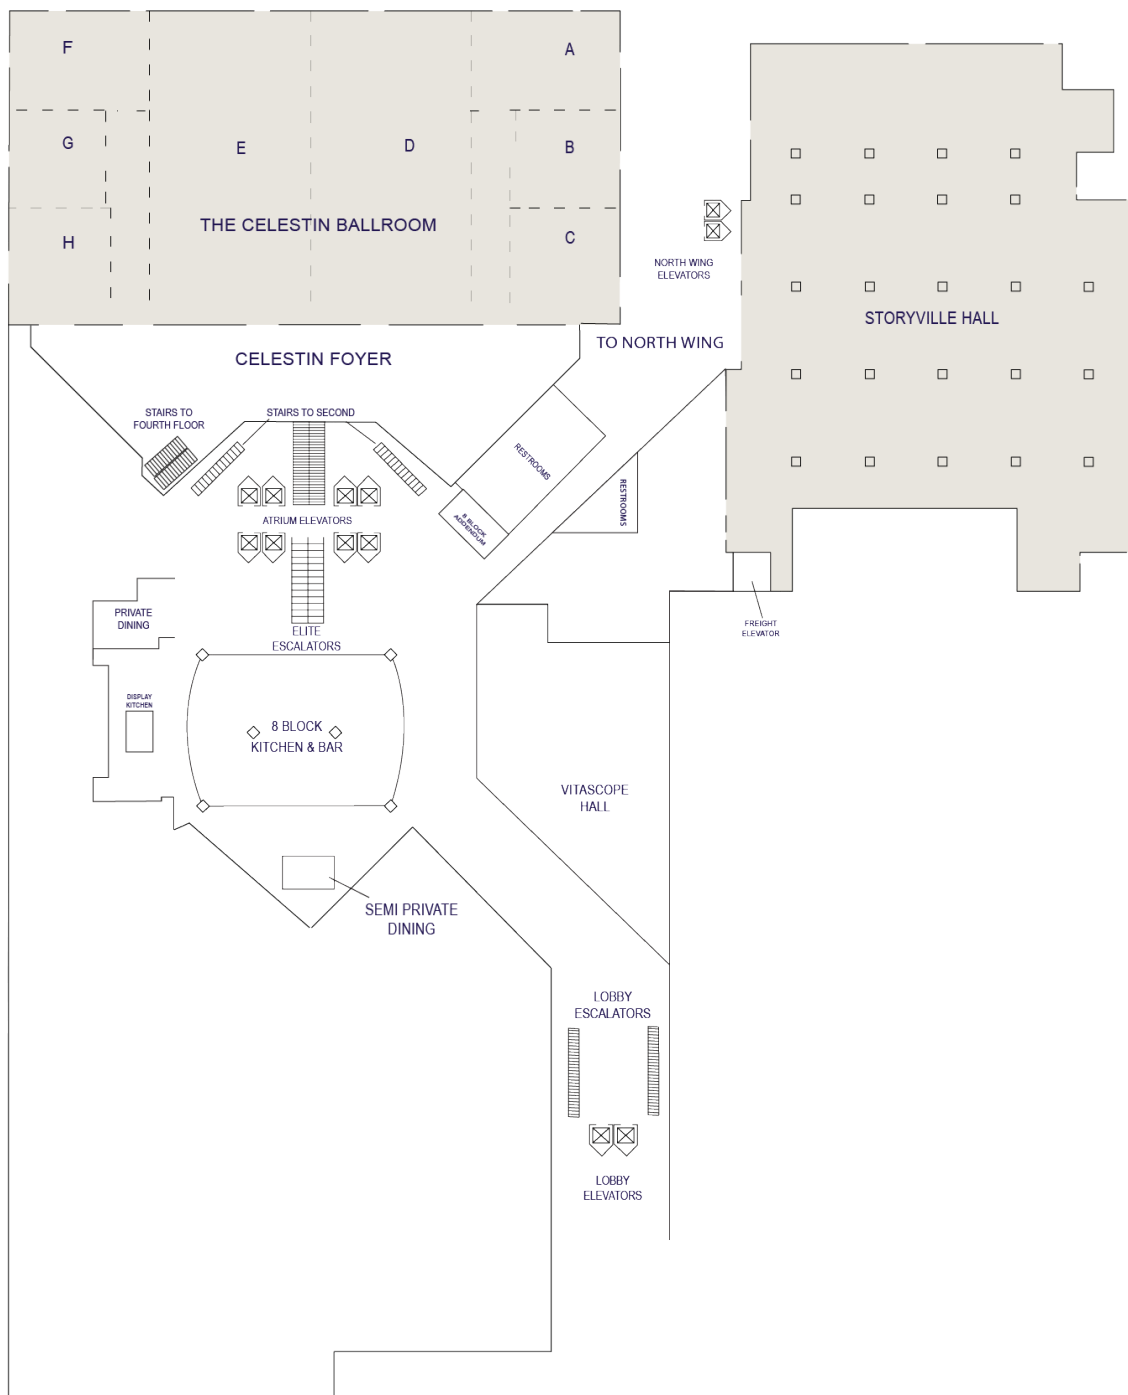 F
A
G
E
D
B
THE CELESTIN BALLROOM
H
C
NORTH WING
ELEVATORS
STORYVILLE HALL
TO NORTH WING
CELESTIN FOYER
STAIRS TO
FOURTH FLOOR
STAIRS TO SECOND
RESTROOMS
RESTROOMS
8 BLOCK
ADDENDUM
ATRIUM ELEVATORS
PRIVATE
DINING
ELITE
ESCALATORS
FREIGHT
ELEVATOR
DISPLAY
KITCHEN
8 BLOCK
KITCHEN & BAR
VITASCOPE
HALL
SEMI PRIVATE
DINING
LOBBY
ESCALATORS
LOBBY
ELEVATORS